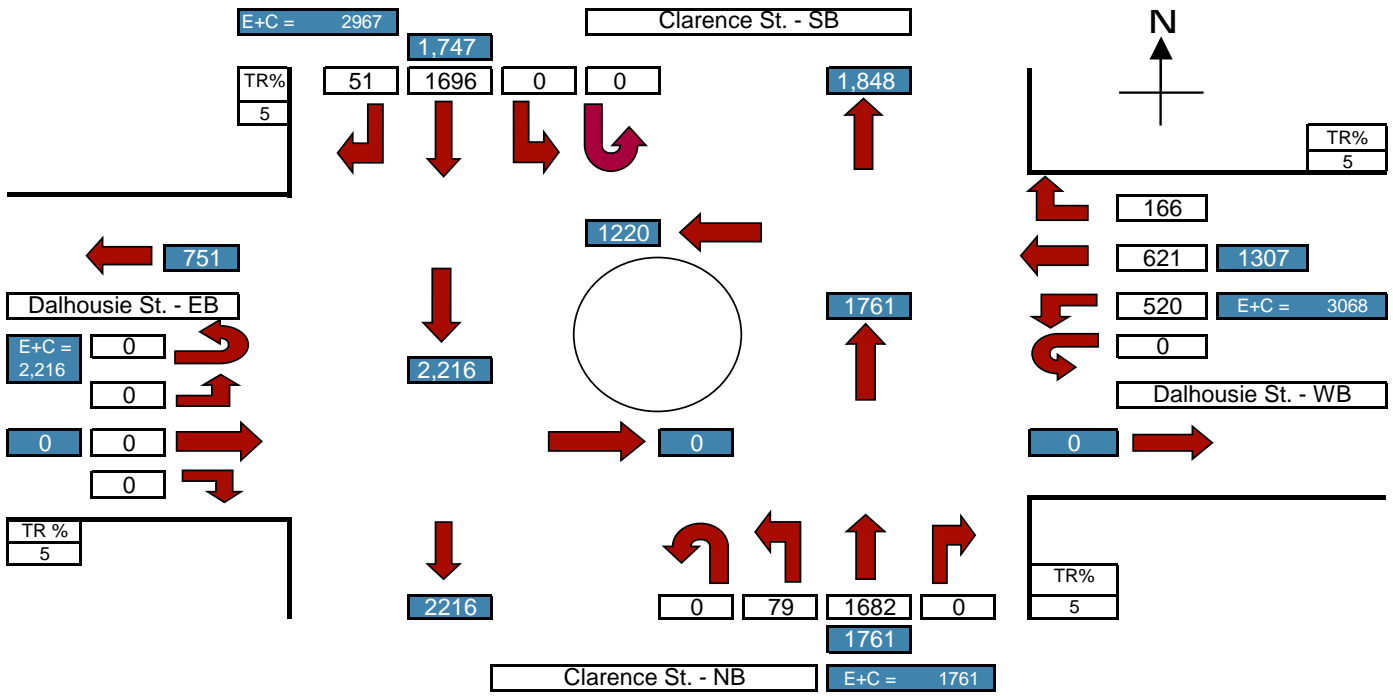 E+C = 2967
Clarence St. - SB
N
1,747
TR%
51 1696 0 0
1,848
5
TR%
5
166
1220
751
621 1307
Dalhousie St. - EB
1761
520 E+C = 3068
E+C =
2,216
0
0
2,216
0
Dalhousie St. - WB
0 0
0
0
0
TR %
5
TR%
2216
0 79 1682 0
5
1761
Clarence St. - NB
E+C = 1761